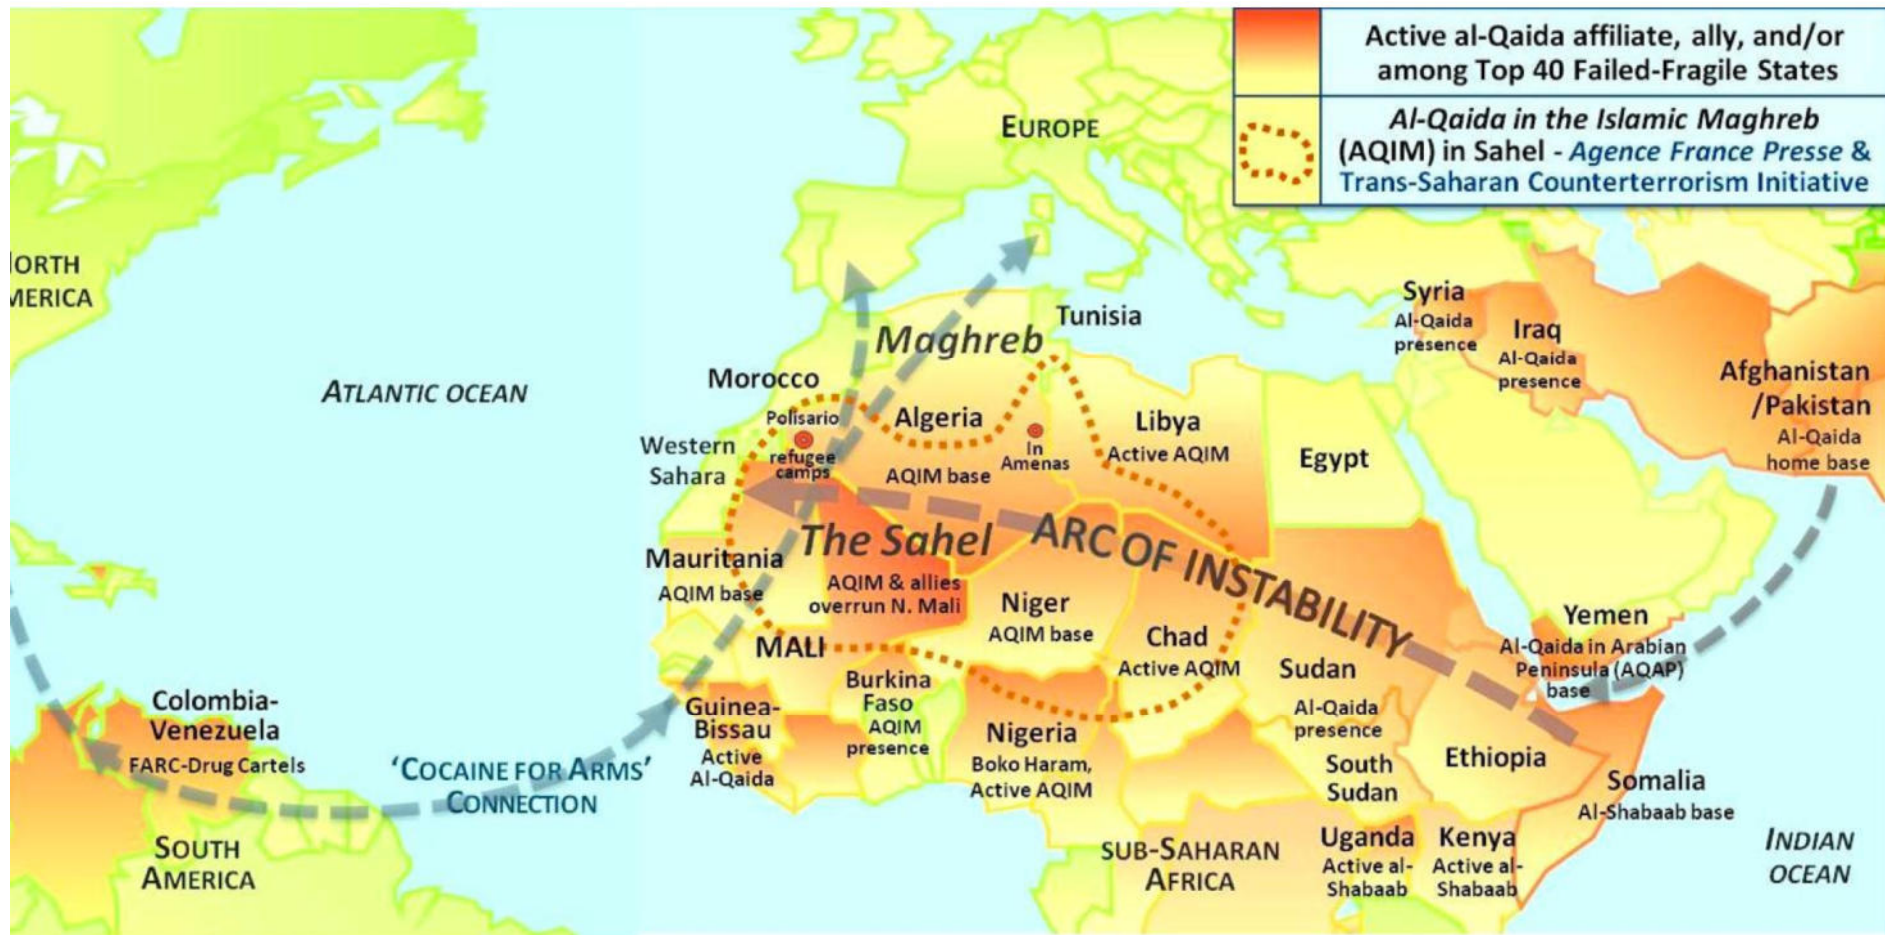 Active al-Qaida affiliate, ally, and/or
among Top 40 Failed-Fragile States
Al-Qaida in the Islamic Maghreb
(AQIM) in Sahel - Agence France Presse &
Trans-Saharan Counterterrorism Initiative
EUROPE
ORTH
MERICA
ATLANTIC OCEAN
Maghreb
Tunisia
Morocco
Polisario
refugee
camps
Western
Sahara
Algeria
AQIM base
In
Amenas
Libya
Active AQIM
Egypt
Syria
Al-Qaida
presence
Iraq
Al-Qaida
presence
Afghanistan
/Pakistan
Al-Qaida
home base
The Sahel
AQIM & allies
overrun N. Mali
ARC OF INSTABILITY
Mauritania
AQIM base
MALI
Niger
AQIM base
Chad
Active AQIM
Sudan
Al-Qaida
presence
Yemen
Al-Qaida in Arabian
Peninsula (AQAP)
base
Burkina
Faso
AQIM
presence
Guinea-
Bissau
Active
Al-Qaida
Nigeria
Boko Haram,
Active AQIM
South
Sudan
Ethiopia
Somalia
Al-Shabaab base
Uganda
Active al-
Shabaab
Kenya
Active al-
Shabaab
SUB-SAHARAN
AFRICA
INDIAN
OCEAN
Colombia-
Venezuela
FARC-Drug Cartels
'COCAINE FOR ARMS'
CONNECTION
SOUTH
AMERICA